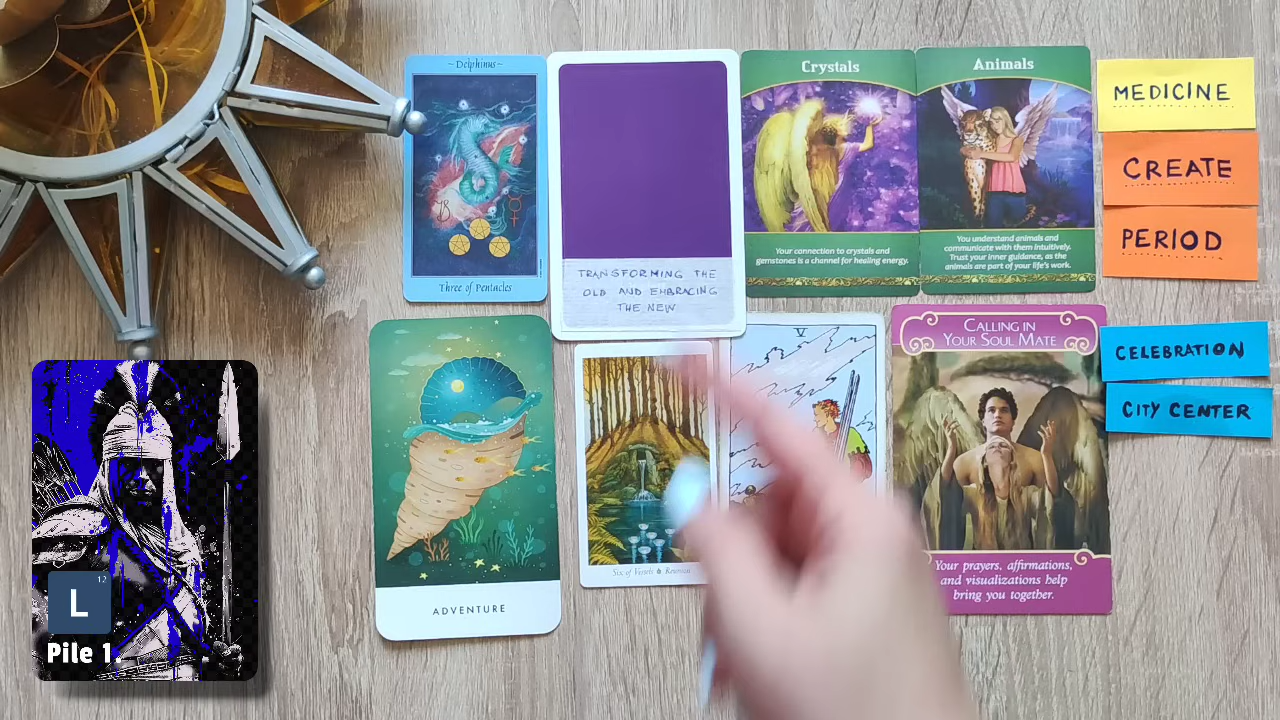 ~Delphinus~
Three of Pentacles
TRANSFORMING THE
OLD AND EMBRACING
THE NEW
Crystals
Your connection to crystals and
gemstones is a channel for healing energy.
Animals
You understand animals and
communicate with them intuitively.
Trust your inner guidance, as the
animals are part of your life's work.
MEDICINE
CREATE
PERIOD
CELEBRATION
CITY CENTER
ADVENTURE
Six of Vessels Reunion
V
CALLING IN
YOUR SOUL MATE
Your prayers, affirmations,
and visualizations help
bring you together.
12
L
Pile 1.